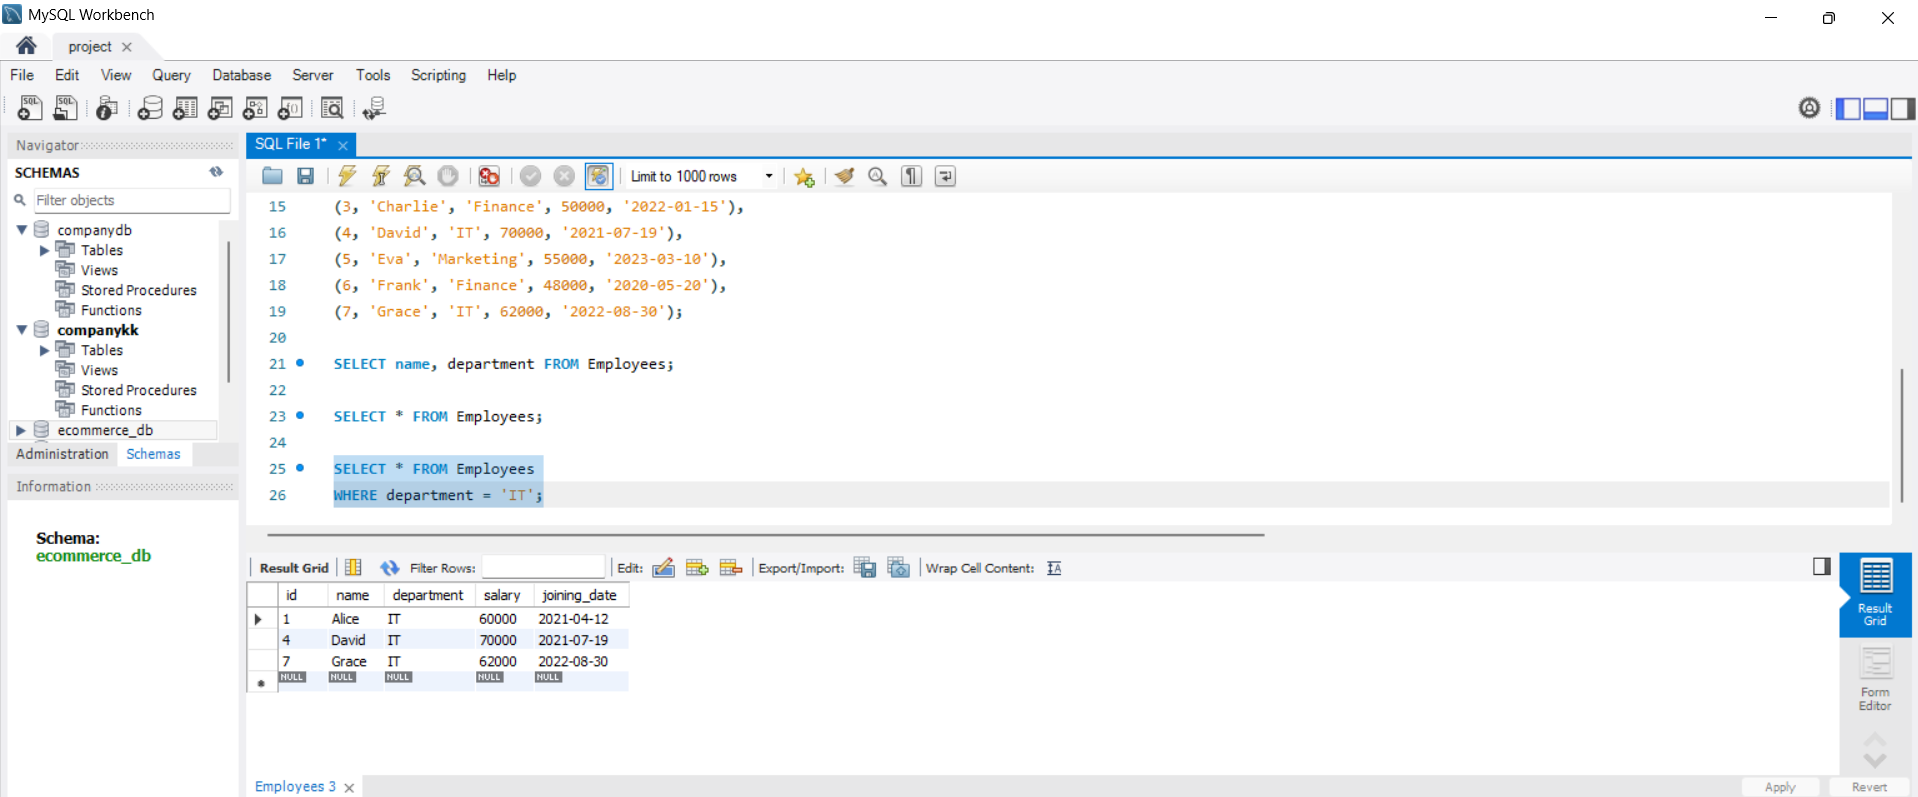 MySQL Workbench
project
File Edit View Query Database Server Tools Scripting Help
Navigator
SCHEMAS
Filter objects
companydb
Tables
Views
Stored Procedures
Functions
companykk
Tables
Views
Stored Procedures
Functions
ecommerce_db
Administration Schemas
Information
Schema:
ecommerce_db
SQL File 1*
Limit to 1000 rows
15 (3, 'Charlie', 'Finance', 50000, '2022-01-15'),
16 (4, 'David', 'IT', 70000, '2021-07-19'),
17 (5, 'Eva', 'Marketing', 55000, '2023-03-10'),
18 (6, 'Frank', 'Finance', 48000, '2020-05-20'),
19 (7, 'Grace', 'IT', 62000, '2022-08-30');
20
21 SELECT name, department FROM Employees;
22
23 SELECT * FROM Employees;
24
25 SELECT * FROM Employees
26 WHERE department = 'IT';
Result Grid Filter Rows: Edit: Export/Import: Wrap Cell Content:
id name department salary joining_date
1 Alice IT 60000 2021-04-12
4 David IT 70000 2021-07-19
7 Grace IT 62000 2022-08-30
NULL NULL NULL NULL NULL
Result
Grid
Form
Editor
Employees 3
Apply Revert